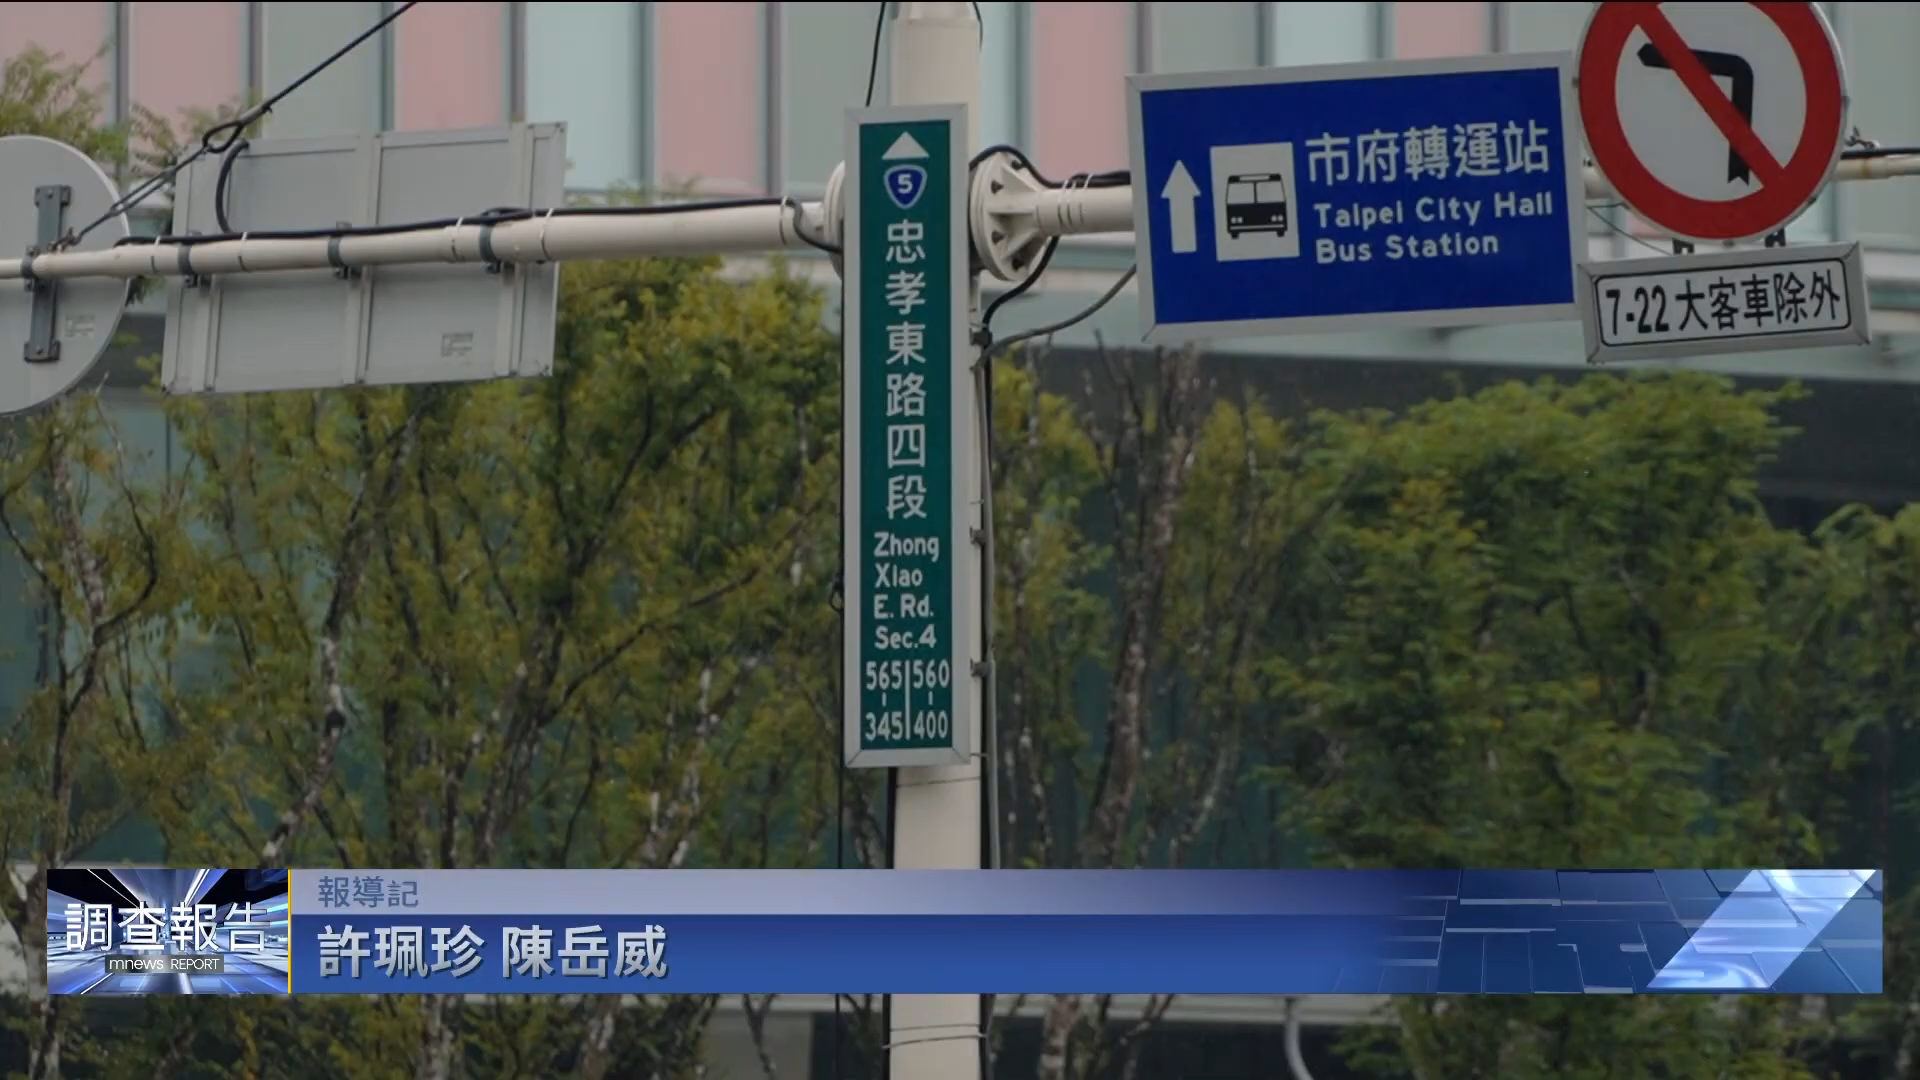 5
忠孝東路四段
Zhong
Xiao
E. Rd.
Sec.4
565 560
345 400
市府轉運站
Taipei City Hall
Bus Station
7-22大客車除外
報導記
調查報告
mnews REPORT
許珮珍 陳岳威